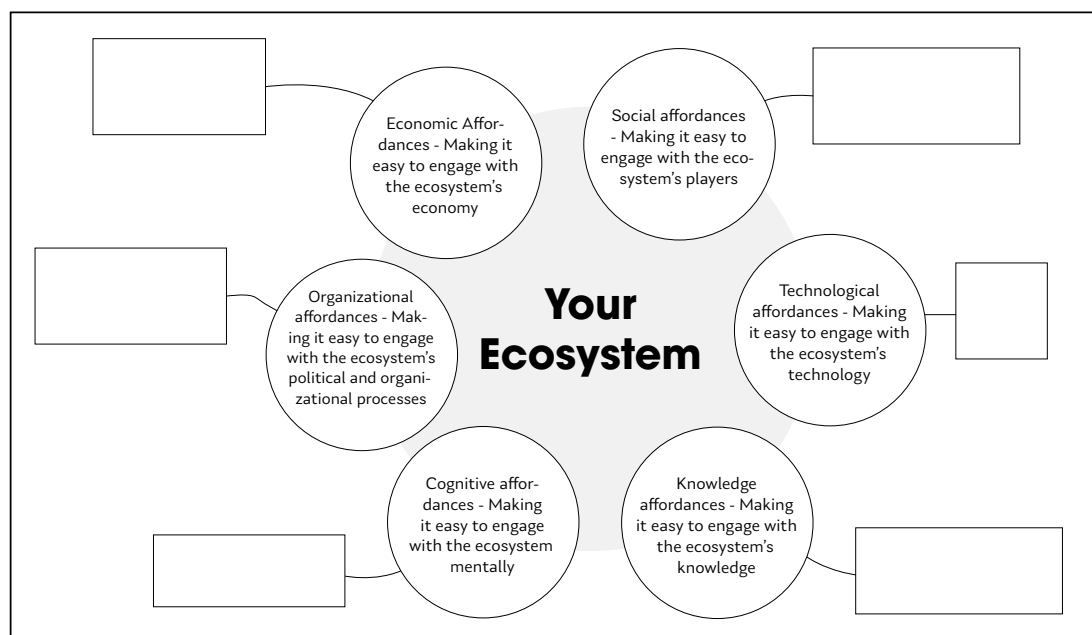 Economic Affor-
dances - Making it
easy to engage with
the ecosystem's
economy
Social affordances
- Making it easy to
engage with the eco-
system's players
Organizational
affordances - Mak-
ing it easy to engage
with the ecosystem's
political and organi-
zational processes
Your
Ecosystem
Technological
affordances - Making
it easy to engage with
the ecosystem's
technology
Cognitive affor-
dances - Making
it easy to engage
with the ecosystem
mentally
Knowledge
affordances - Making
it easy to engage with
the ecosystem's
knowledge